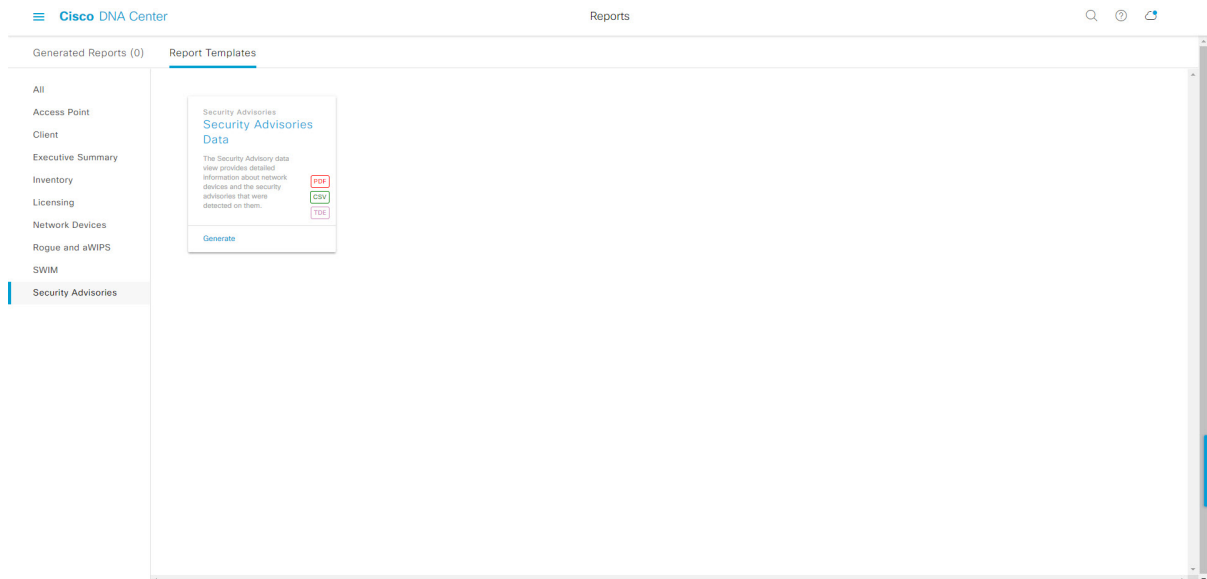 Cisco DNA Center
Reports
Generated Reports (0)
Report Templates
All
Access Point
Client
Executive Summary
Inventory
Licensing
Network Devices
Rogue and aWIPS
SWIM
Security Advisories
Security Advisories
Security Advisories
Data
The Security Advisory data
view provides detailed
information about network
devices and the security
advisories that were
detected on them.
PDF
CSV
TDE
Generate